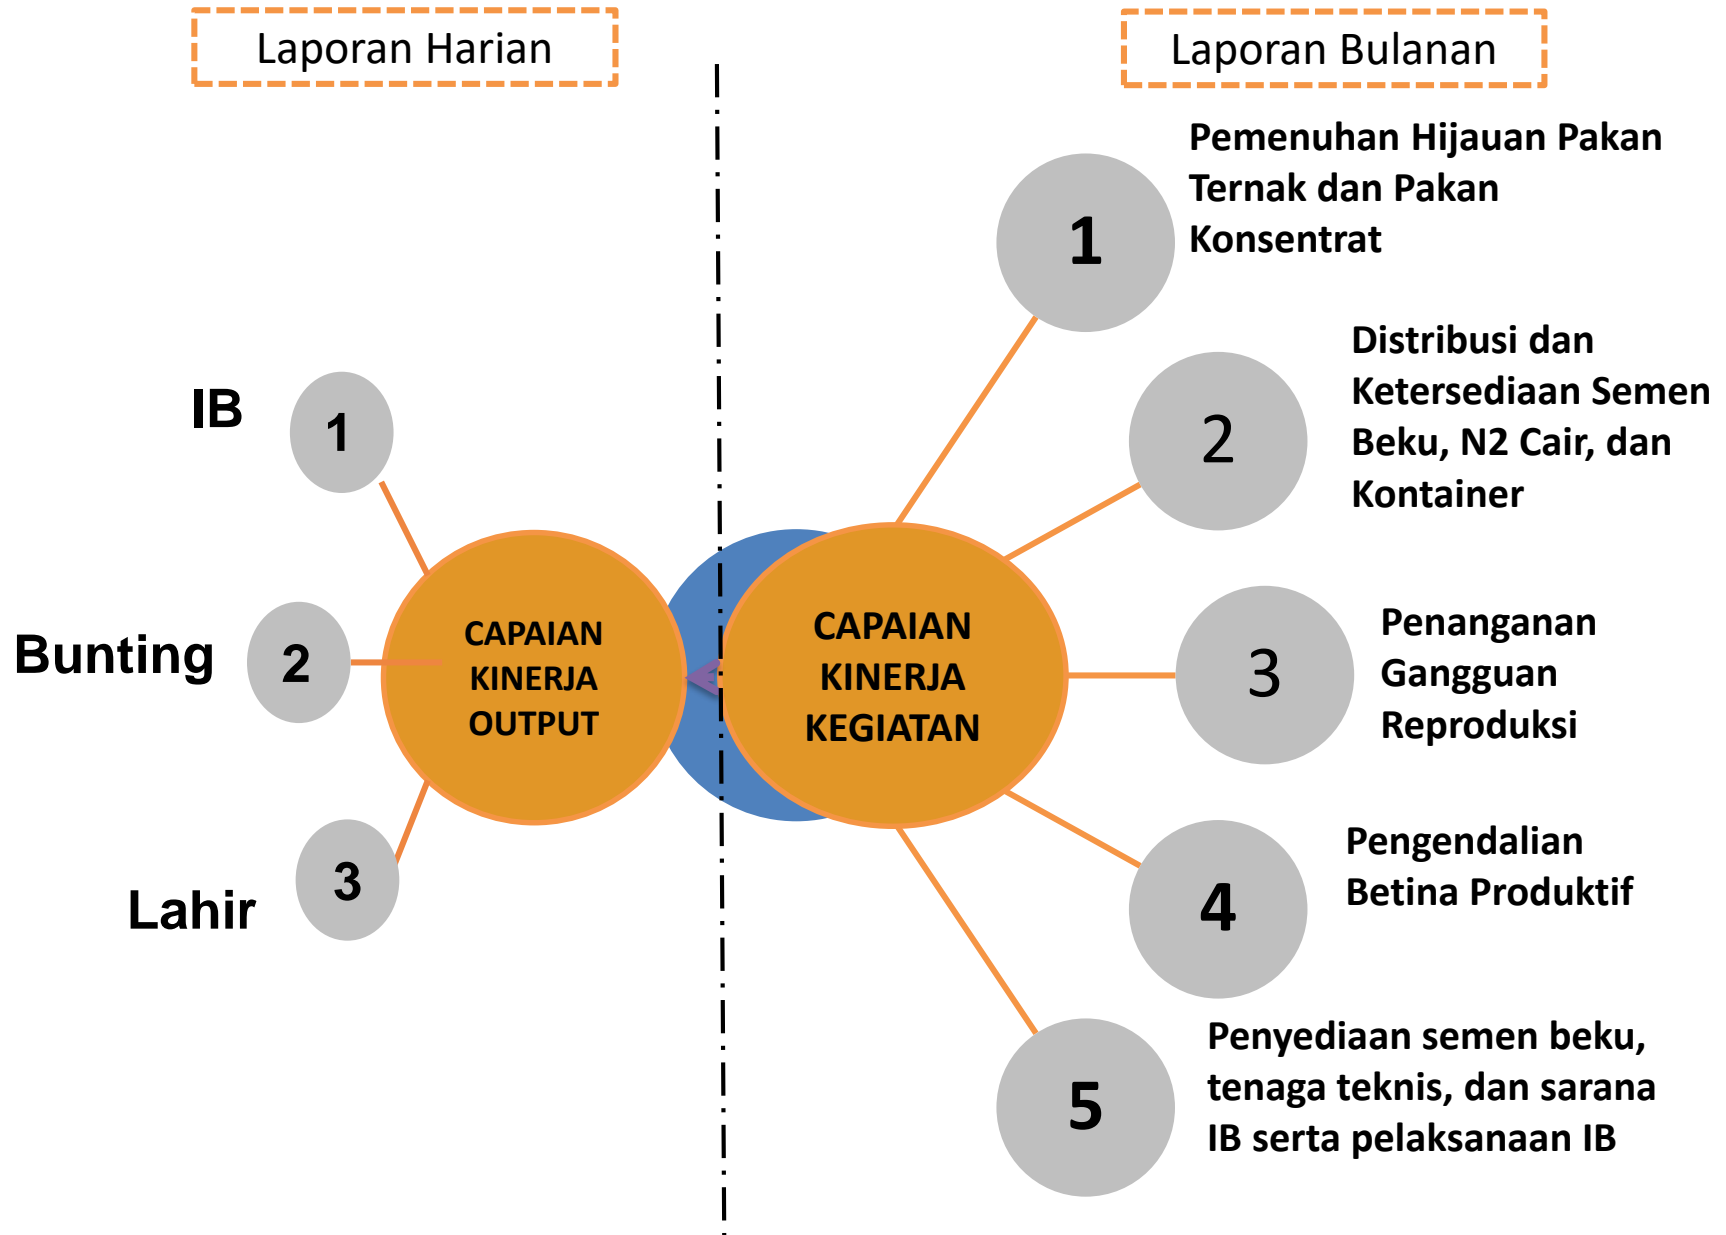 Laporan Harian
IB
1
Bunting
2
Lahir
3
CAPAIAN
KINERJA
OUTPUT
Laporan Bulanan
CAPAIAN
KINERJA
KEGIATAN
1
Pemenuhan Hijauan Pakan
Ternak dan Pakan
Konsentrat
2
Distribusi dan
Ketersediaan Semen
Beku, N2 Cair, dan
Kontainer
3
Penanganan
Gangguan
Reproduksi
4
Pengendalian
Betina Produktif
5
Penyediaan semen beku,
tenaga teknis, dan sarana
IB serta pelaksanaan IB